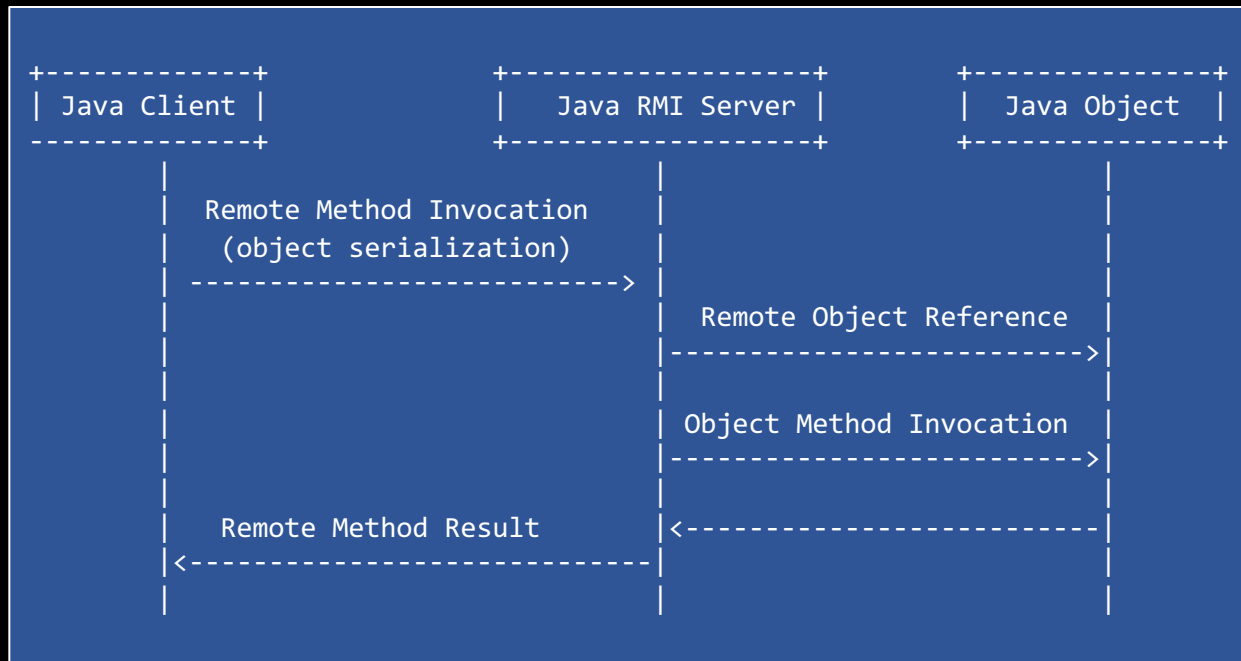 +--------------+ +-------------------+ +---------------+
| Java Client | | Java RMI Server | | Java Object |
--------------+ +-------------------+ +---------------+
| | |
| Remote Method Invocation | |
| (object serialization) | |
| ---------------------------> | |
| | Remote Object Reference |
| |-------------------------->|
| | |
| | Object Method Invocation |
| |-------------------------->|
| | |
| Remote Method Result |<--------------------------|
|<-----------------------------| |
| | |